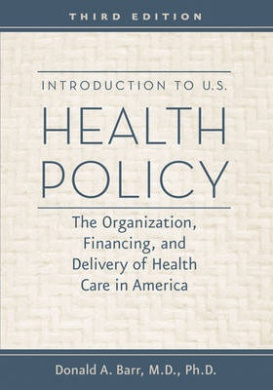 THIRD EDITION
INTRODUCTION TO U.S.
HEALTH
POLICY
The Organization,
Financing, and
Delivery of Health
Care in America
Donald A. Barr, M.D., Ph.D.